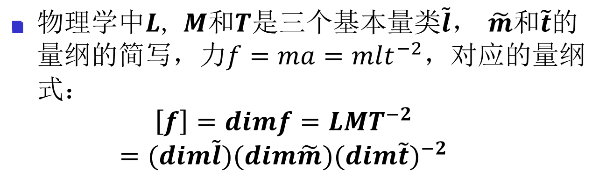 物理学中L, M和T是三个基本量类l̃, m̃和t̃的
量纲的简写，力f = ma = mlt⁻²，对应的量纲
式：
[f] = dimf = LMT⁻²
= (diml̃)(dimm̃)(dimt̃)⁻²